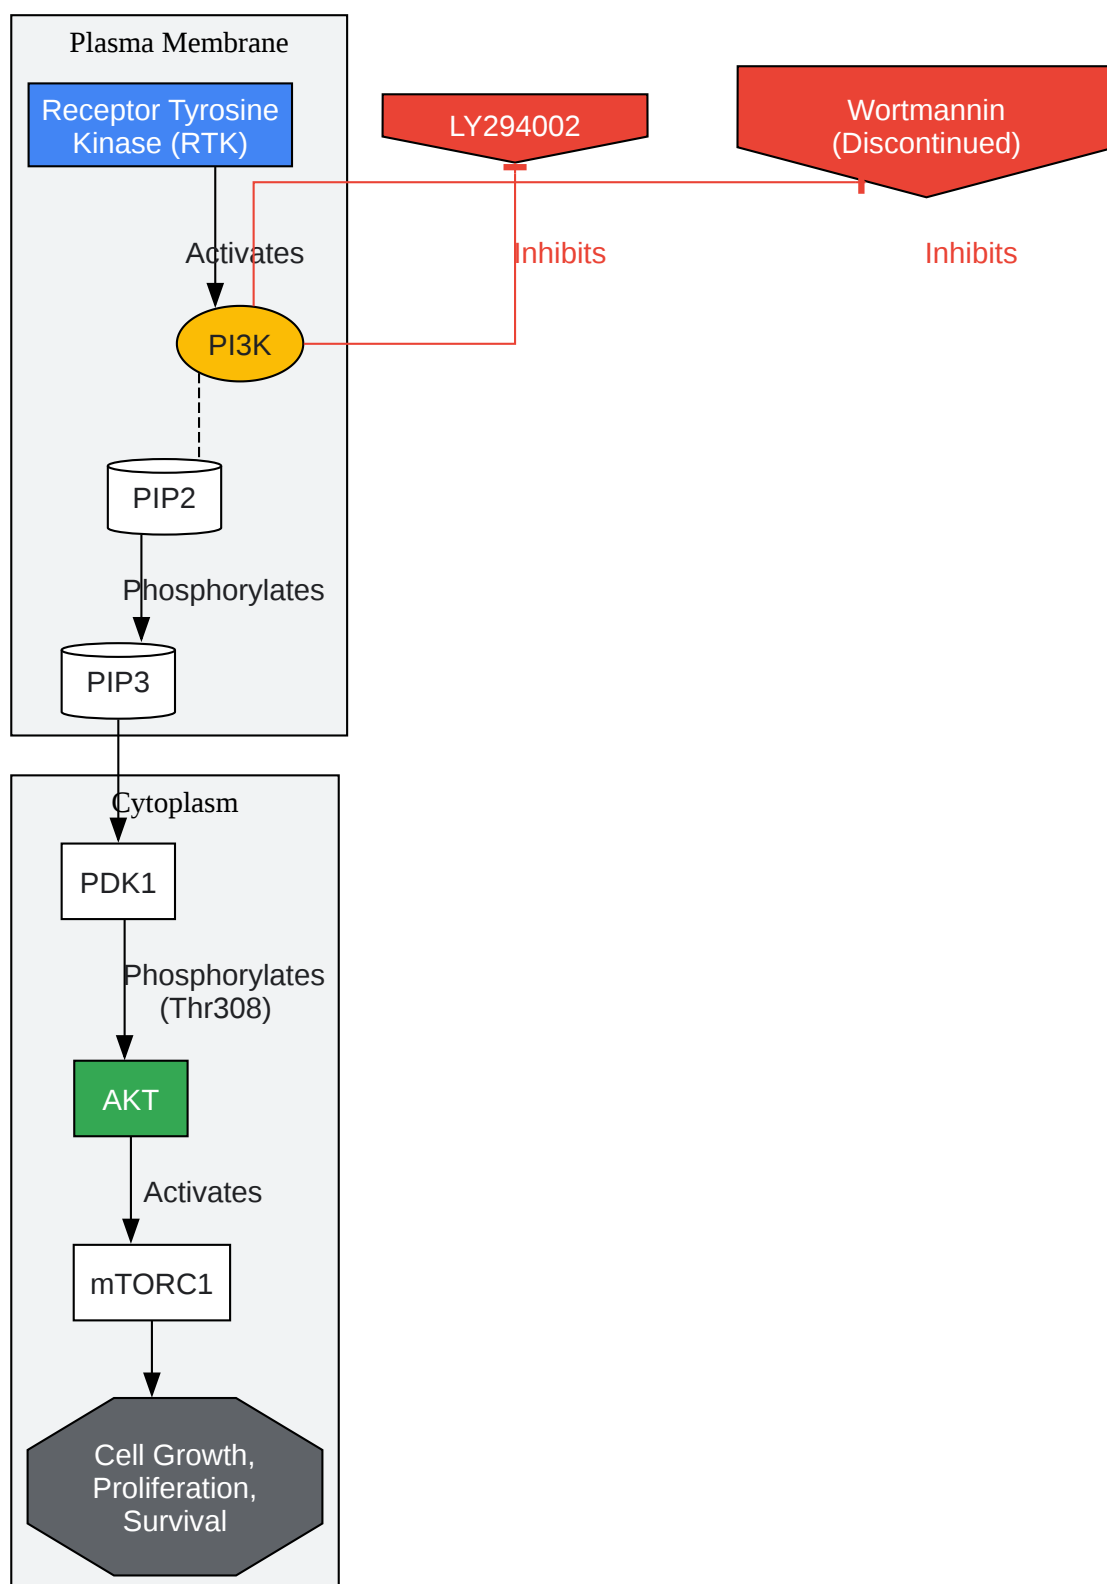 Plasma Membrane
Receptor Tyrosine
Kinase (RTK)
LY294002
Wortmannin
(Discontinued)
Activates
Inhibits
Inhibits
PI3K
PIP2
Phosphorylates
PIP3
Cytoplasm
PDK1
Phosphorylates
(Thr308)
AKT
Activates
mTORC1
Cell Growth,
Proliferation,
Survival